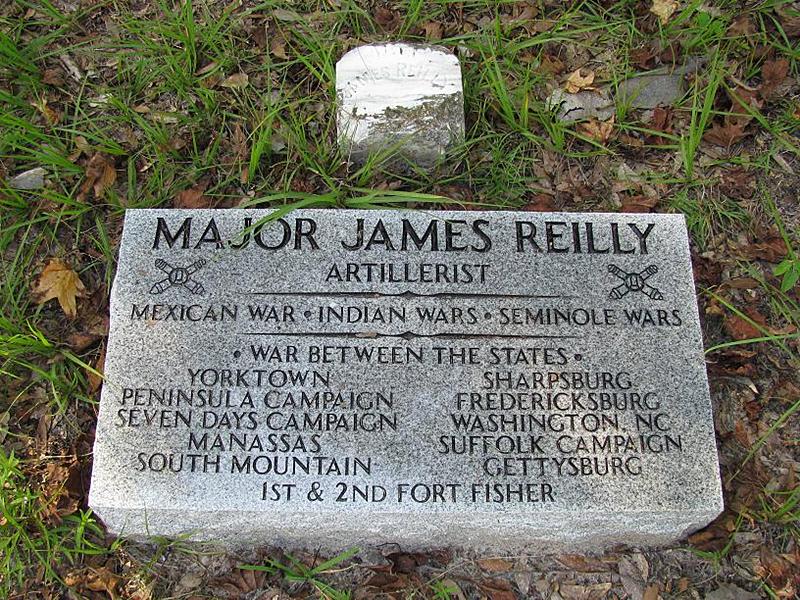 JAMES REILLY
MAJOR JAMES REILLY
ARTILLERIST
MEXICAN WAR • INDIAN WARS • SEMINOLE WARS
• WAR BETWEEN THE STATES •
YORKTOWN SHARPSBURG
PENINSULA CAMPAIGN FREDERICKSBURG
SEVEN DAYS CAMPAIGN WASHINGTON, NC
MANASSAS SUFFOLK CAMPAIGN
SOUTH MOUNTAIN GETTYSBURG
1ST & 2ND FORT FISHER